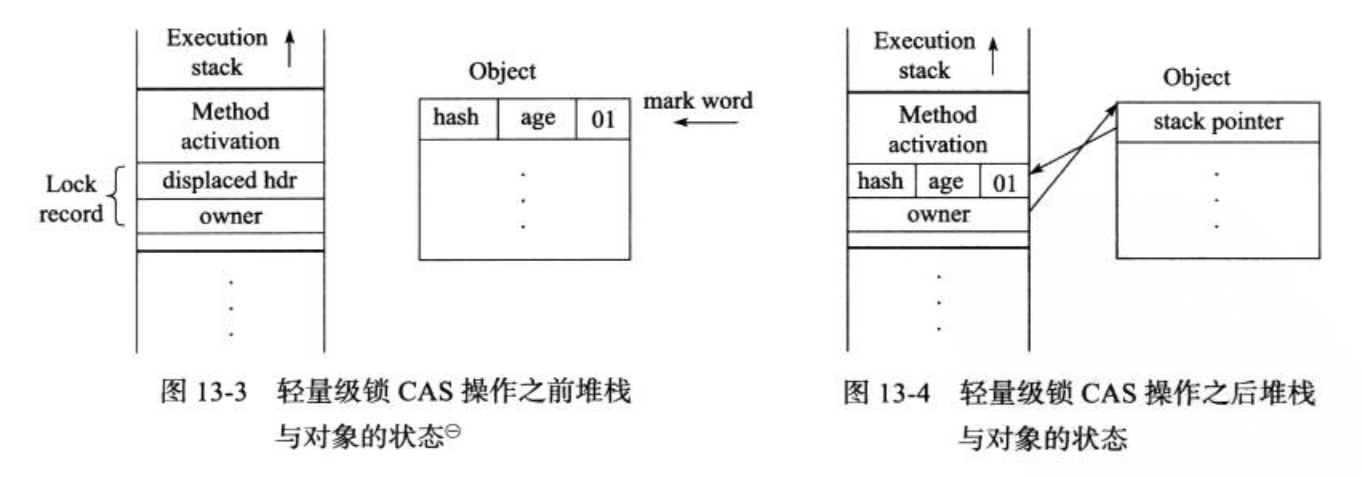 Execution
stack
Method
activation
Lock
record
displaced hdr
owner
Object
hash age 01
mark word
图 13-3 轻量级锁 CAS 操作之前堆栈
与对象的状态㊀
Execution
stack
Method
activation
hash age 01
owner
Object
stack pointer
图 13-4 轻量级锁 CAS 操作之后堆栈
与对象的状态